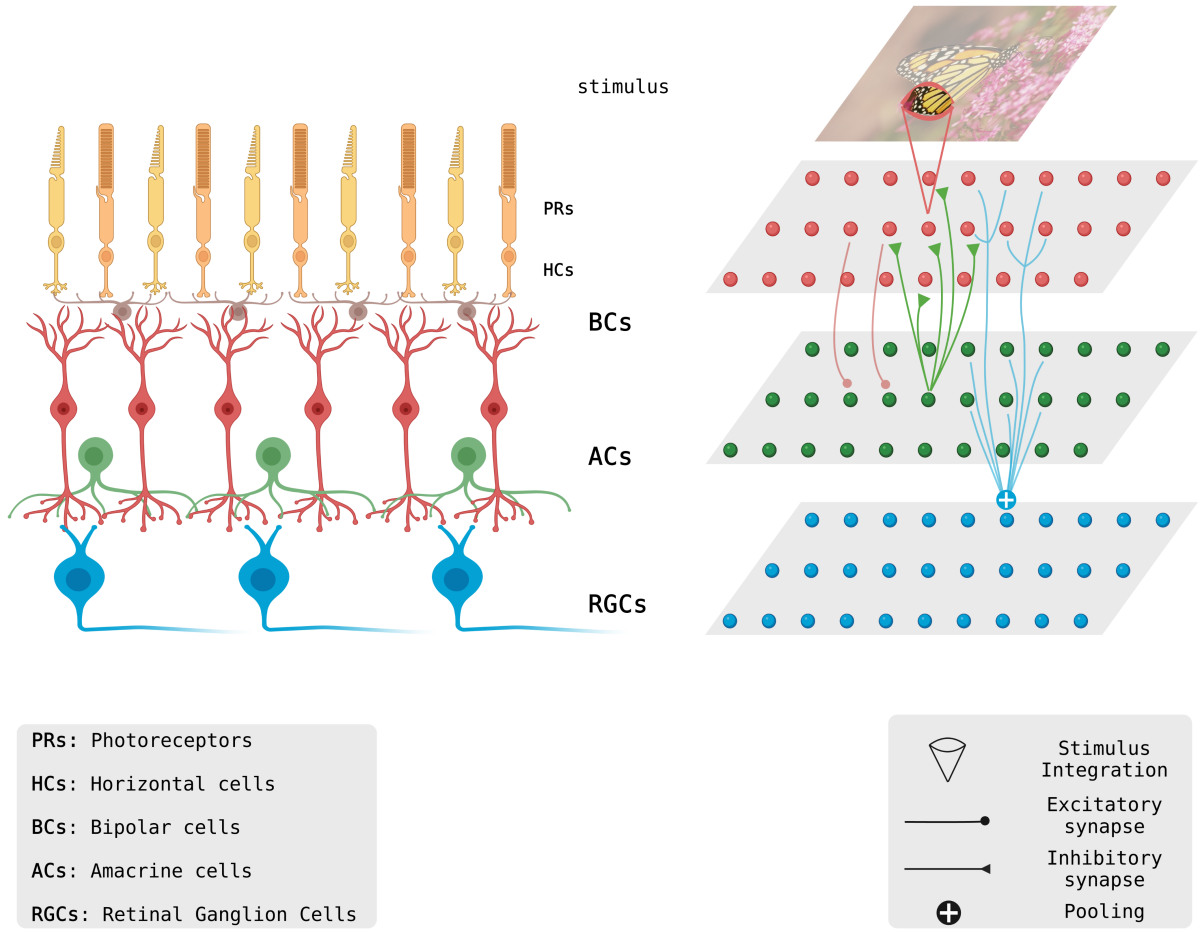 stimulus
PRs
HCs
BCs
ACs
RGCs
PRs: Photoreceptors
HCs: Horizontal cells
BCs: Bipolar cells
ACs: Amacrine cells
RGCs: Retinal Ganglion Cells
Stimulus
Integration
Excitatory
synapse
Inhibitory
synapse
Pooling